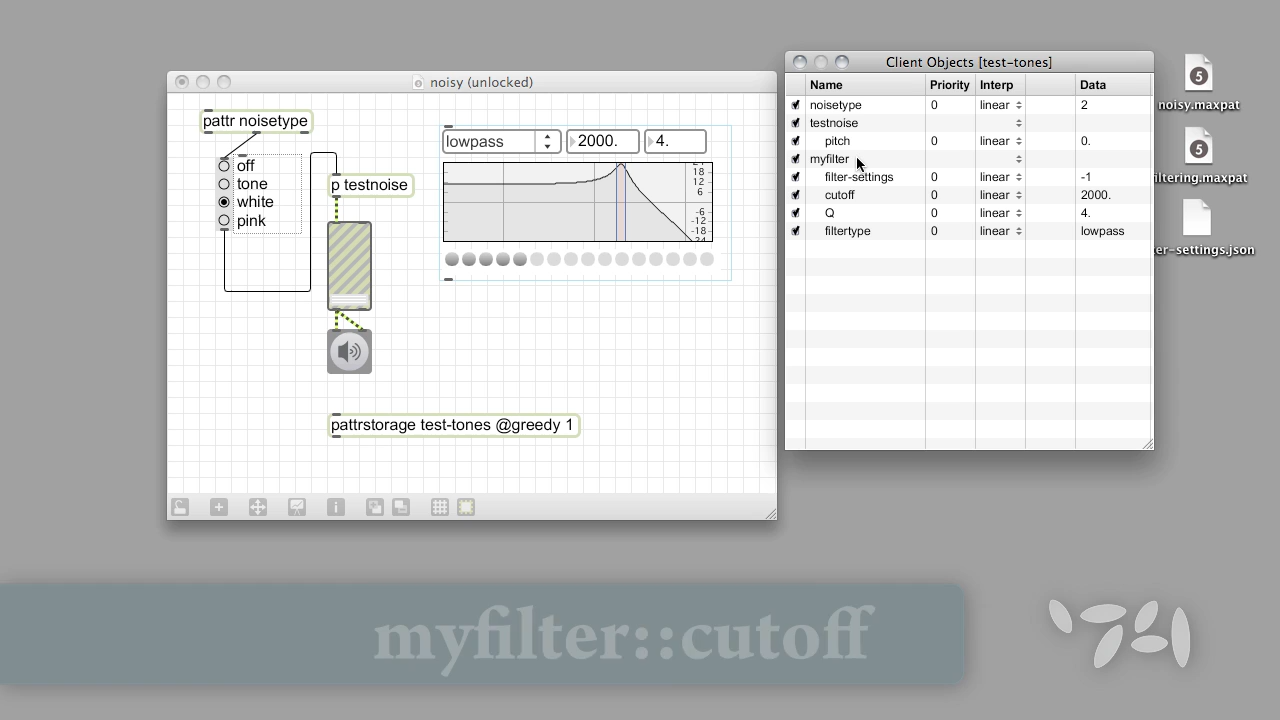 noisy (unlocked)
pattr noisetype
off
tone
white
pink
p testnoise
lowpass 2000. 4.
18
12
6
-6
-12
-18
pattrstorage test-tones @greedy 1
Client Objects [test-tones]
Name Priority Interp Data
noisetype 0 linear 2
testnoise
pitch 0 linear 0.
myfilter
filter-settings 0 linear -1
cutoff 0 linear 2000.
Q 0 linear 4.
filtertype 0 linear lowpass
5
noisy.maxpat
5
iltering.maxpat
er-settings.json
myfilter::cutoff